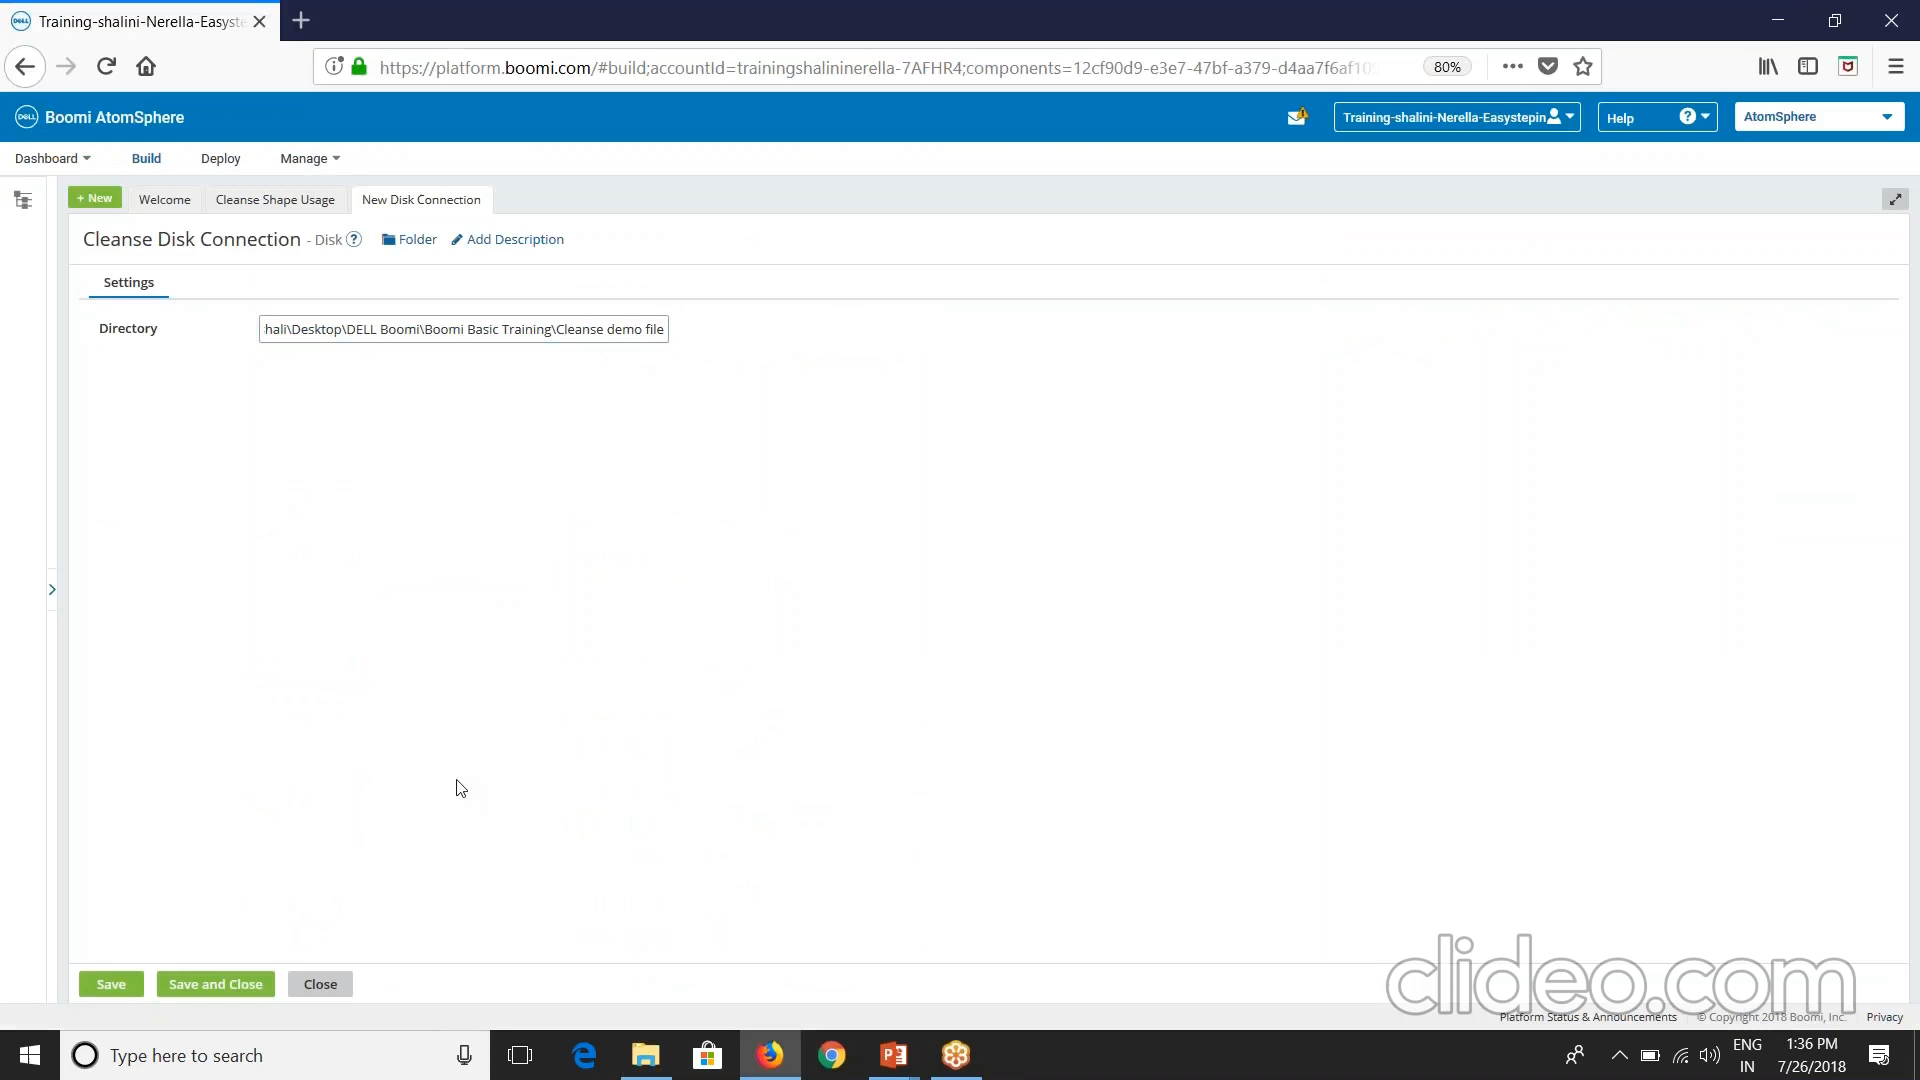 Training-shalini-Nerella-Easyste
https://platform.boomi.com/#build;accountId=trainingshalininerella-7AFHR4;components=12cf90d9-e3e7-47bf-a379-d4aa7f6af10
80%
DELL Boomi AtomSphere
Training-shalini-Nerella-Easystepin
Help
AtomSphere
Dashboard
Build
Deploy
Manage
+ New
Welcome
Cleanse Shape Usage
New Disk Connection
Cleanse Disk Connection - Disk
Folder
Add Description
Settings
Directory
hali\Desktop\DELL Boomi\Boomi Basic Training\Cleanse demo file
Save
Save and Close
Close
clideo.com
Platform Status & Announcements
© Copyright 2018 Boomi, Inc.
Privacy
Type here to search
ENG
IN
1:36 PM
7/26/2018